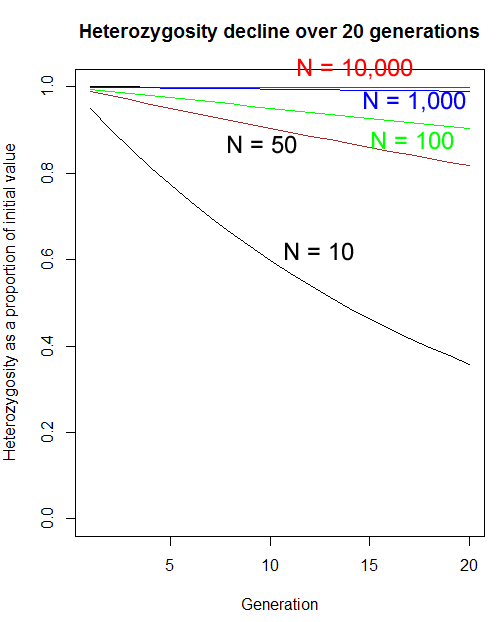 Heterozygosity decline over 20 generations
N = 10,000
N = 1,000
N = 100
N = 50
N = 10
Heterozygosity as a proportion of initial value
1.0
0.8
0.6
0.4
0.2
0.0
5 10 15 20
Generation